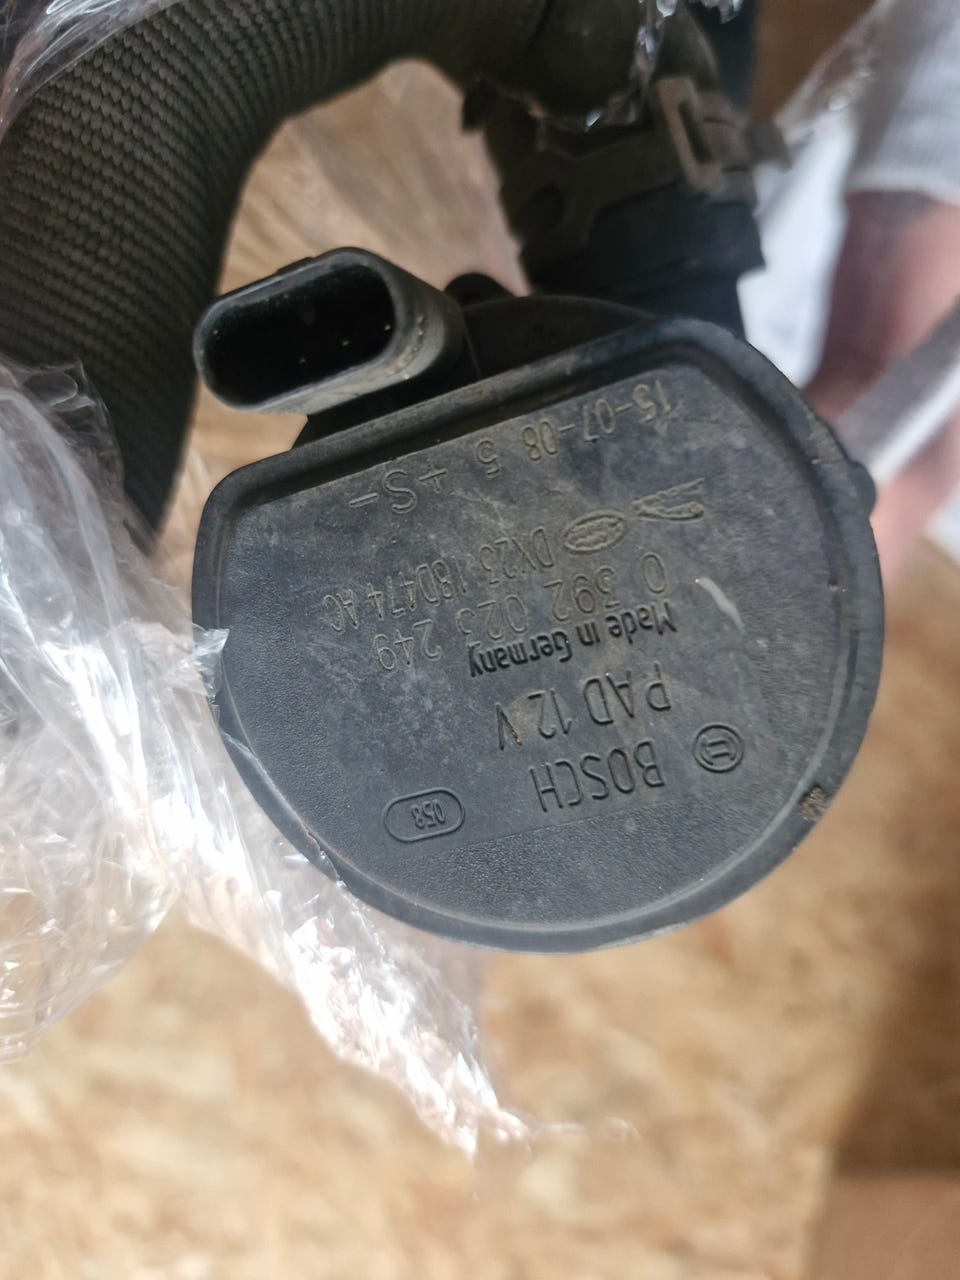 058
BOSCH
PAD 12 V
Made in Germany
0 392 023 249
DX23 18D474 AC
15-07-08 5 +S-